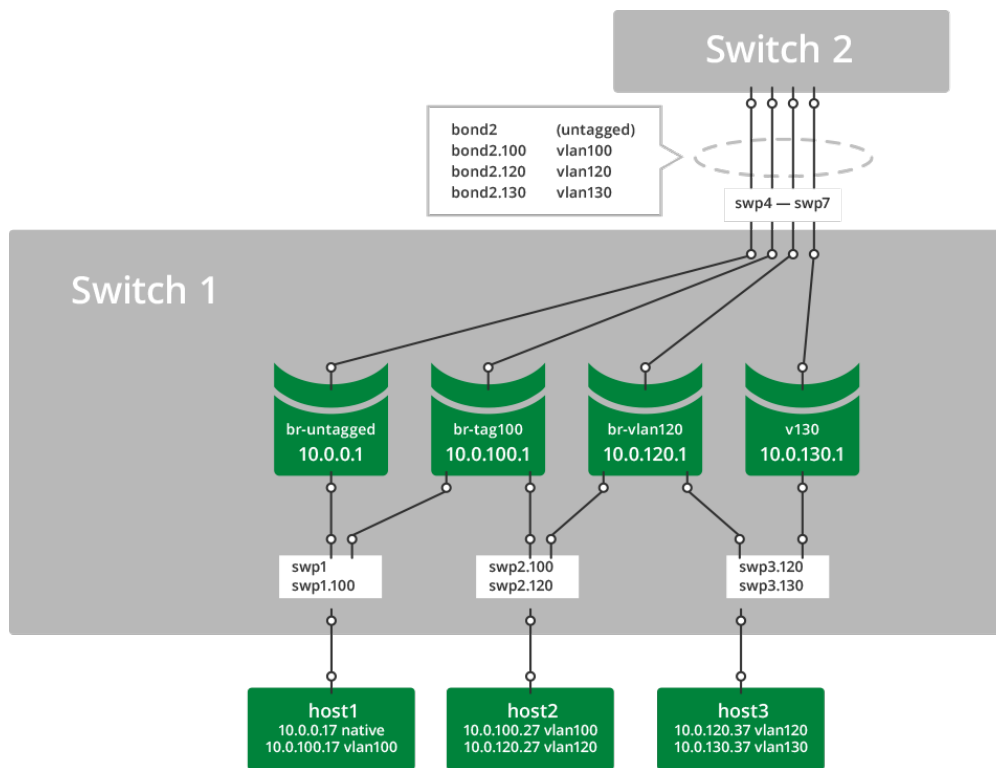 Switch 2
bond2 (untagged)
bond2.100 vlan100
bond2.120 vlan120
bond2.130 vlan130
swp4 — swp7
Switch 1
br-untagged
10.0.0.1
br-tag100
10.0.100.1
br-vlan120
10.0.120.1
v130
10.0.130.1
swp1
swp1.100
swp2.100
swp2.120
swp3.120
swp3.130
host1
10.0.0.17 native
10.0.100.17 vlan100
host2
10.0.100.27 vlan100
10.0.120.27 vlan120
host3
10.0.120.37 vlan120
10.0.130.37 vlan130